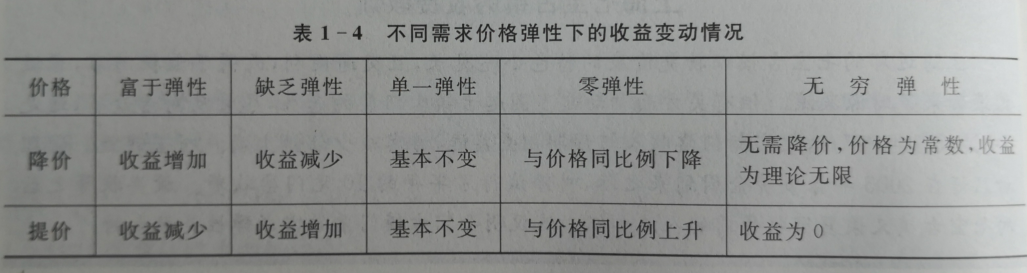 表1-4 不同需求价格弹性下的收益变动情况
价格 富于弹性 缺乏弹性 单一弹性 零弹性 无穷弹性
降价 收益增加 收益减少 基本不变 与价格同比例下降 无需降价，价格为常数，收益
为理论无限
提价 收益减少 收益增加 基本不变 与价格同比例上升 收益为0